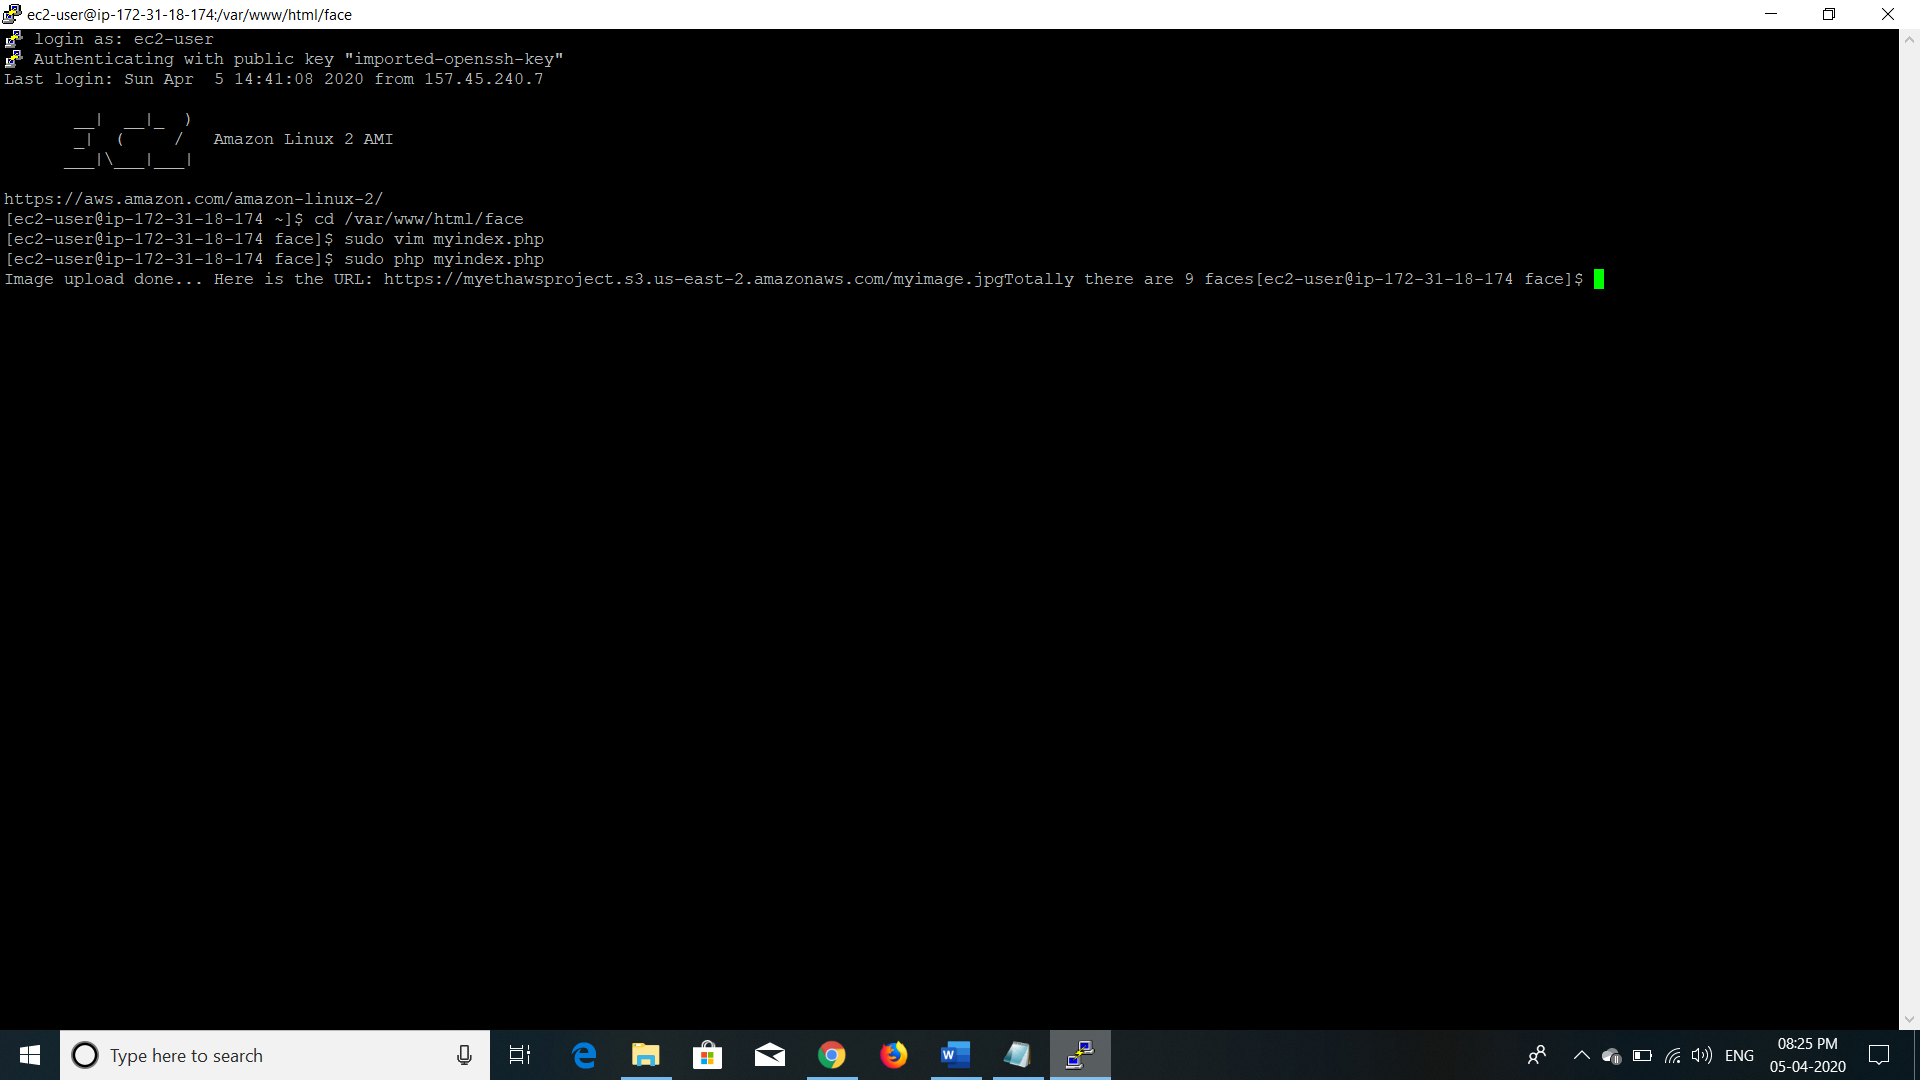 ec2-user@ip-172-31-18-174:/var/www/html/face
login as: ec2-user
Authenticating with public key "imported-openssh-key"
Last login: Sun Apr  5 14:41:08 2020 from 157.45.240.7
       __|  __|_  )
       _|  (     /   Amazon Linux 2 AMI
      ___|\___|___|
https://aws.amazon.com/amazon-linux-2/
[ec2-user@ip-172-31-18-174 ~]$ cd /var/www/html/face
[ec2-user@ip-172-31-18-174 face]$ sudo vim myindex.php
[ec2-user@ip-172-31-18-174 face]$ sudo php myindex.php
Image upload done... Here is the URL: https://myethawsproject.s3.us-east-2.amazonaws.com/myimage.jpgTotally there are 9 faces[ec2-user@ip-172-31-18-174 face]$
Type here to search
ENG
08:25 PM
05-04-2020